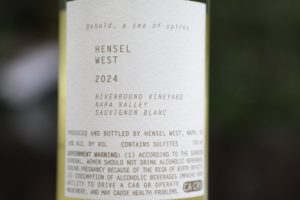 Behold, a sea of spires
HENSEL
WEST
2024
RIVERBOUND VINEYARD
NAPA VALLEY
SAUVIGNON BLANC
PRODUCED AND BOTTLED BY HENSEL WEST, NAPA,
ALC. BY VOL CONTAINS SULFITES 750
GOVERNMENT WARNING: (1) ACCORDING TO THE SURGEON
GENERAL, WOMEN SHOULD NOT DRINK ALCOHOLIC BEVERAGES
DURING PREGNANCY BECAUSE OF THE RISK OF BIRTH
CONSUMPTION OF ALCOHOLIC BEVERAGES IMPAIRS YOUR
ABILITY TO DRIVE A CAR OR OPERATE
MACHINERY, AND MAY CAUSE HEALTH PROBLEMS.
CA CR